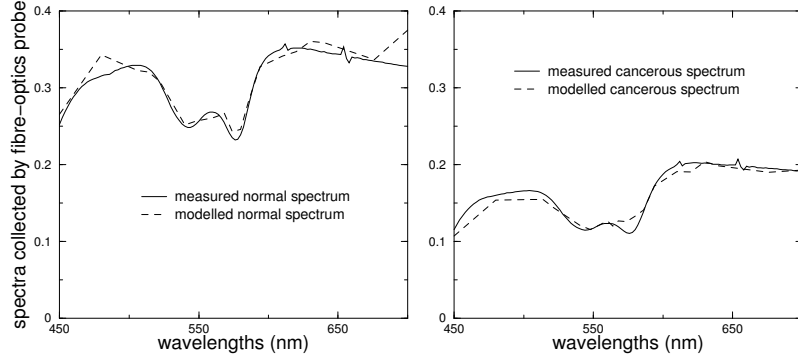 spectra collected by fibre-optics probe
0.4
0.3
0.2
0.1
0
measured normal spectrum
modelled normal spectrum
450
550
650
wavelengths (nm)
0.4
0.3
0.2
0.1
0
measured cancerous spectrum
modelled cancerous spectrum
450
550
650
wavelengths (nm)